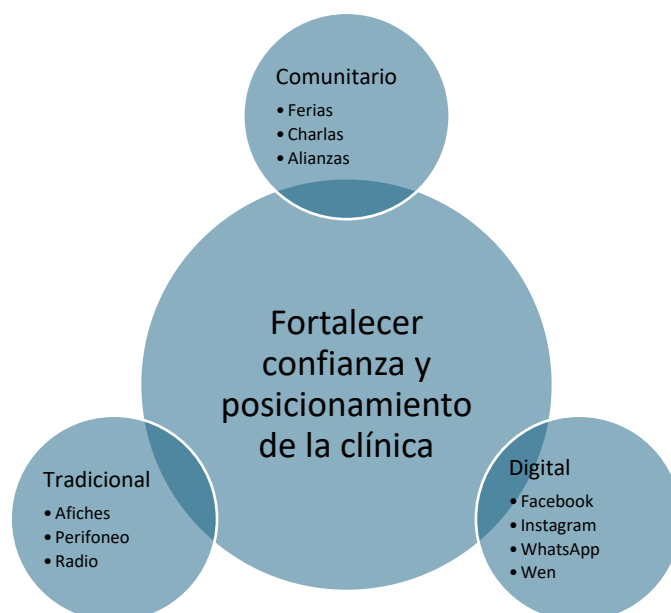 Comunitario
• Ferias
• Charlas
• Alianzas
Fortalecer
confianza y
posicionamiento
de la clínica
Tradicional
• Afiches
• Perifoneo
• Radio
Digital
• Facebook
• Instagram
• WhatsApp
• Wen